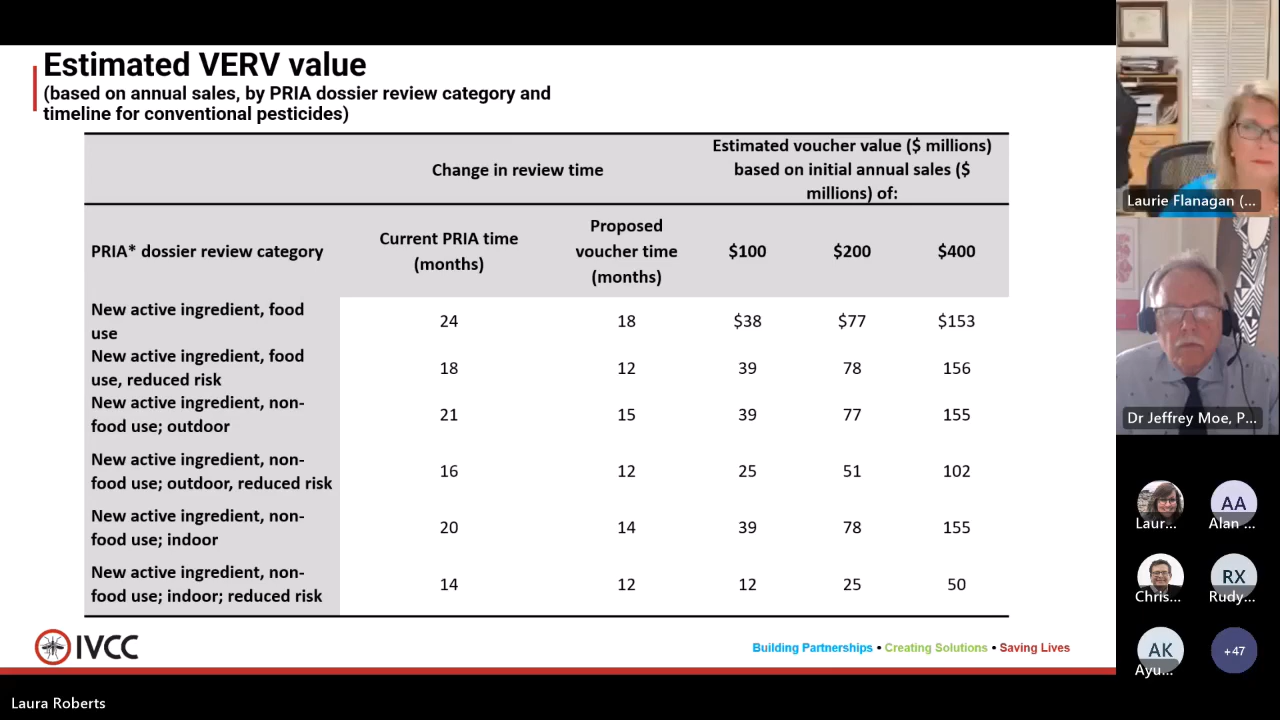 Estimated VERV value
(based on annual sales, by PRIA dossier review category and
timeline for conventional pesticides)
Change in review time
Estimated voucher value ($ millions)
based on initial annual sales ($
millions) of:
PRIA* dossier review category
Current PRIA time
(months)
Proposed
voucher time
(months)
$100
$200
$400
New active ingredient, food
use
24
18
$38
$77
$153
New active ingredient, food
use, reduced risk
18
12
39
78
156
New active ingredient, non-
food use; outdoor
21
15
39
77
155
New active ingredient, non-
food use; outdoor, reduced risk
16
12
25
51
102
New active ingredient, non-
food use; indoor
20
14
39
78
155
New active ingredient, non-
food use; indoor; reduced risk
14
12
12
25
50
IVCC
Building Partnerships • Creating Solutions • Saving Lives
Laura Roberts
Laurie Flanagan (...
Dr Jeffrey Moe, P...
Laur...
AA
Alan ...
Chris...
RX
Rudy...
AK
Ayu...
+47